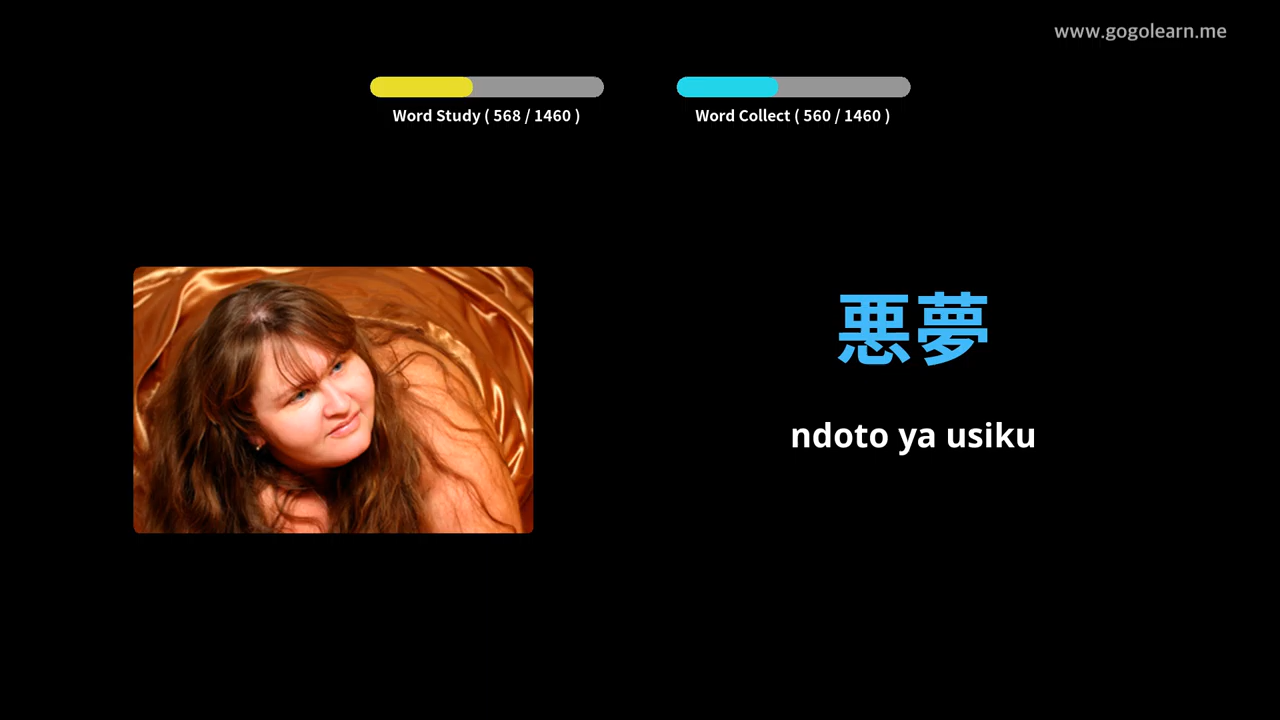 www.gogolearn.me
Word Study ( 568 / 1460 )
Word Collect ( 560 / 1460 )
悪夢
ndoto ya usiku